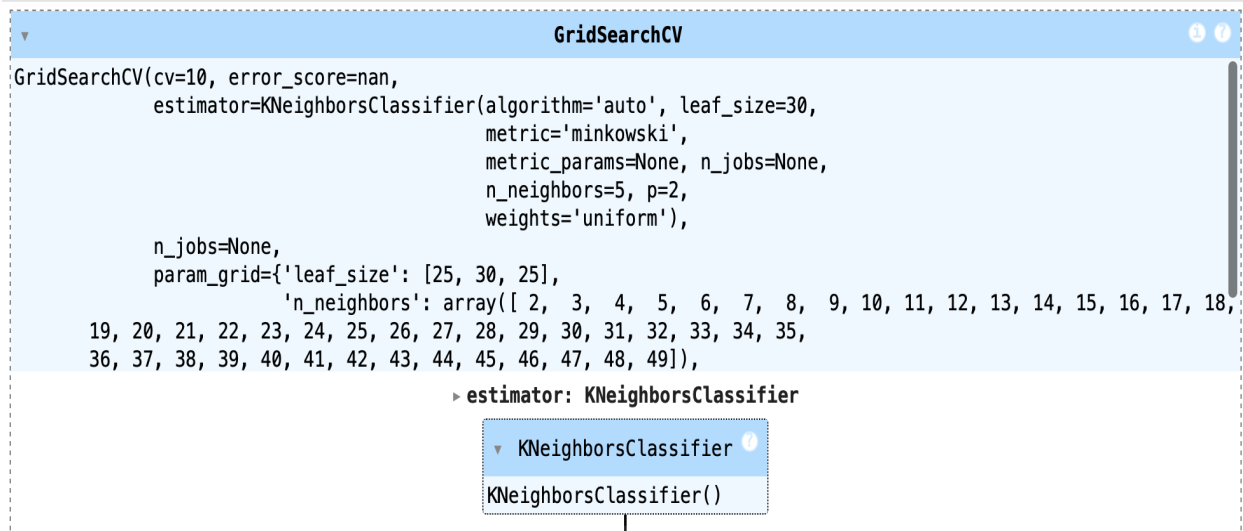 GridSearchCV
i ?
GridSearchCV(cv=10, error_score=nan,
estimator=KNeighborsClassifier(algorithm='auto', leaf_size=30,
metric='minkowski',
metric_params=None, n_jobs=None,
n_neighbors=5, p=2,
weights='uniform'),
n_jobs=None,
param_grid={'leaf_size': [25, 30, 25],
'n_neighbors': array([ 2, 3, 4, 5, 6, 7, 8, 9, 10, 11, 12, 13, 14, 15, 16, 17, 18,
19, 20, 21, 22, 23, 24, 25, 26, 27, 28, 29, 30, 31, 32, 33, 34, 35,
36, 37, 38, 39, 40, 41, 42, 43, 44, 45, 46, 47, 48, 49]),
estimator: KNeighborsClassifier
KNeighborsClassifier ?
KNeighborsClassifier()